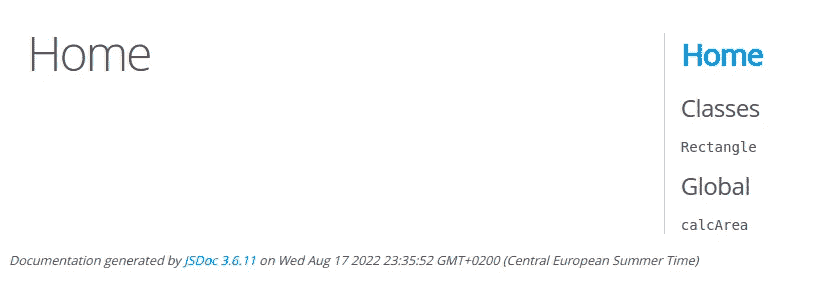 Home
Home
Classes
Rectangle
Global
calcArea
Documentation generated by JSDoc 3.6.11 on Wed Aug 17 2022 23:35:52 GMT+0200 (Central European Summer Time)